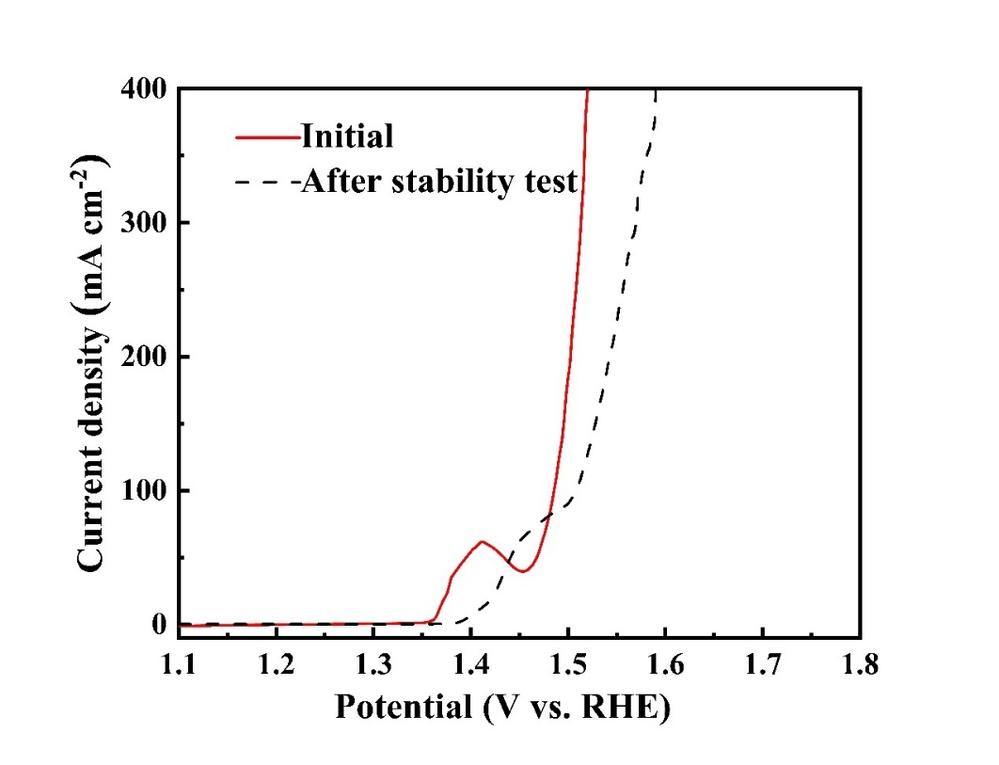 400
300
200
100
0
Current density (mA cm-2)
Initial
After stability test
1.1 1.2 1.3 1.4 1.5 1.6 1.7 1.8
Potential (V vs. RHE)